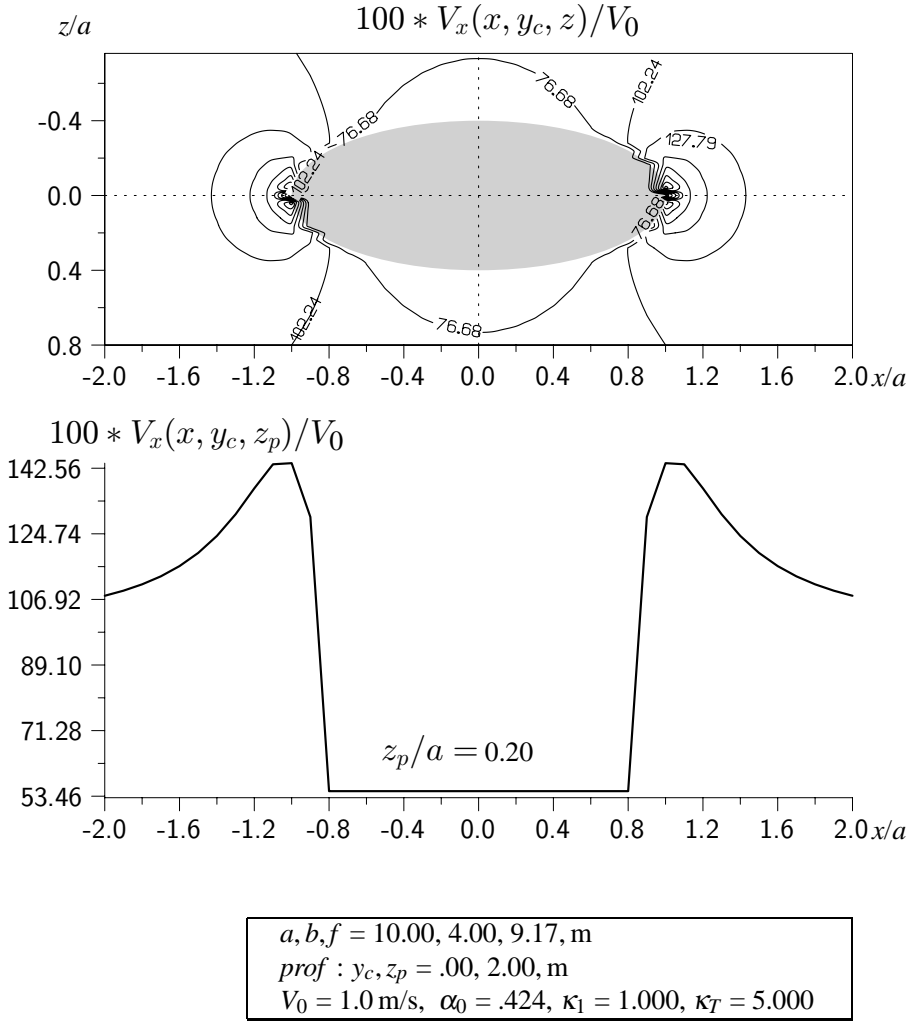 z/a
100 * V_x(x, y_c, z)/V_0
-0.4
0.0
0.4
0.8
76.68
102.24
76.68
127.79
102.24
76.68
102.24
76.68
-2.0 -1.6 -1.2 -0.8 -0.4 0.0 0.4 0.8 1.2 1.6 2.0 x/a
100 * V_x(x, y_c, z_p)/V_0
142.56
124.74
106.92
89.10
71.28
53.46
z_p/a = 0.20
-2.0 -1.6 -1.2 -0.8 -0.4 0.0 0.4 0.8 1.2 1.6 2.0 x/a
a, b, f = 10.00, 4.00, 9.17, m
prof : y_c, z_p = .00, 2.00, m
V_0 = 1.0 m/s, α_0 = .424, κ_1 = 1.000, κ_T = 5.000